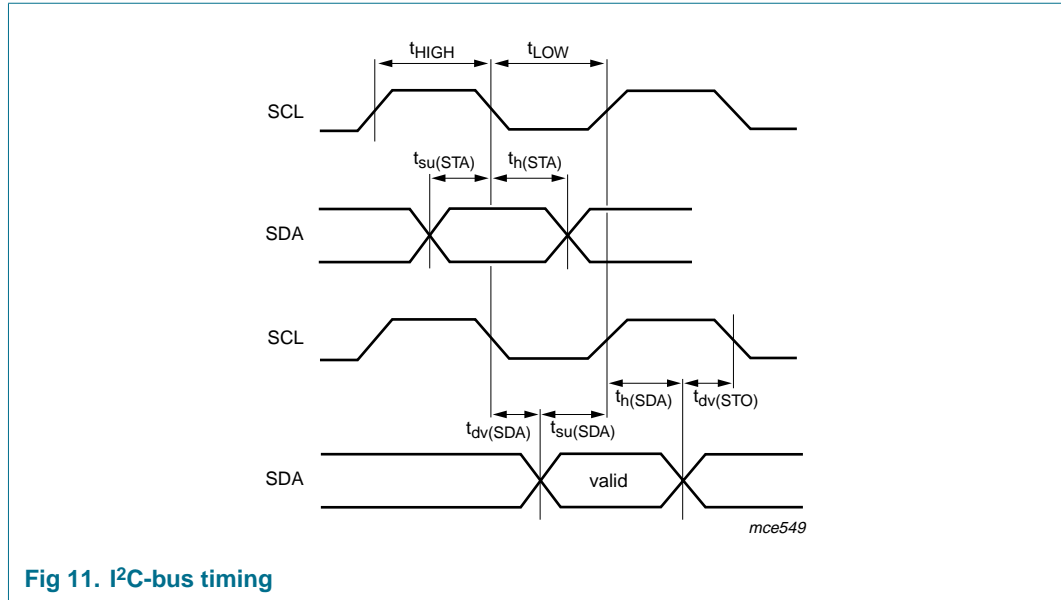 tHIGH tLOW
SCL
tsu(STA) th(STA)
SDA
SCL
th(SDA) tdv(STO)
tdv(SDA) tsu(SDA)
SDA valid
mce549
Fig 11. I²C-bus timing